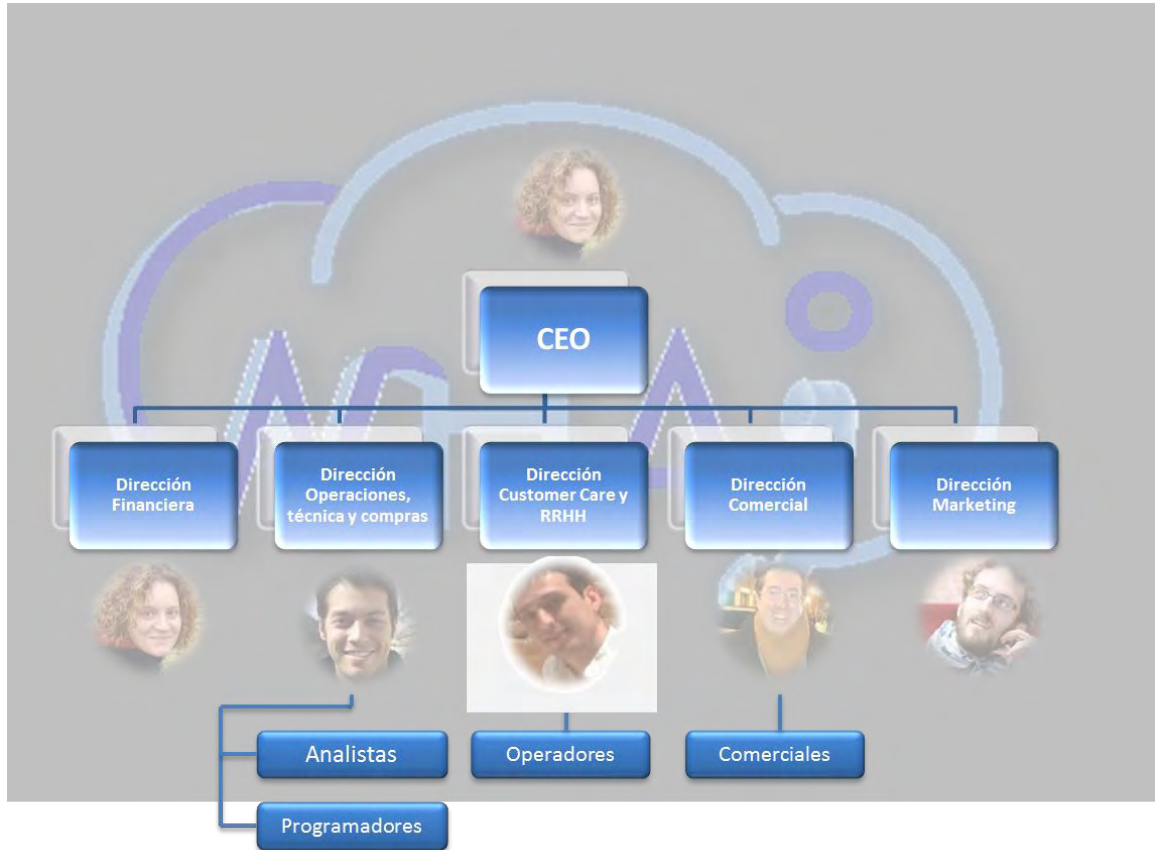 CEO
Dirección
Financiera
Dirección
Operaciones,
técnica y compras
Dirección
Customer Care y
RRHH
Dirección
Comercial
Dirección
Marketing
Analistas
Operadores
Comerciales
Programadores